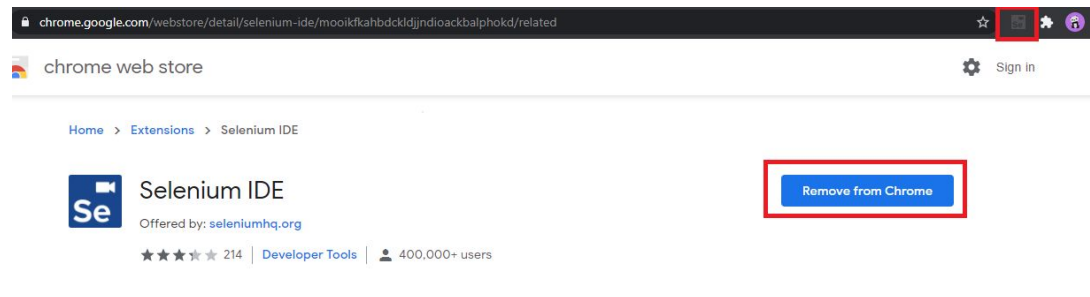 chrome.google.com/webstore/detail/selenium-ide/mooikfkahbdckldjjndioackbalphokd/related
chrome web store
Sign in
Home > Extensions > Selenium IDE
Se
Selenium IDE
Remove from Chrome
Offered by: seleniumhq.org
214 | Developer Tools | 400,000+ users